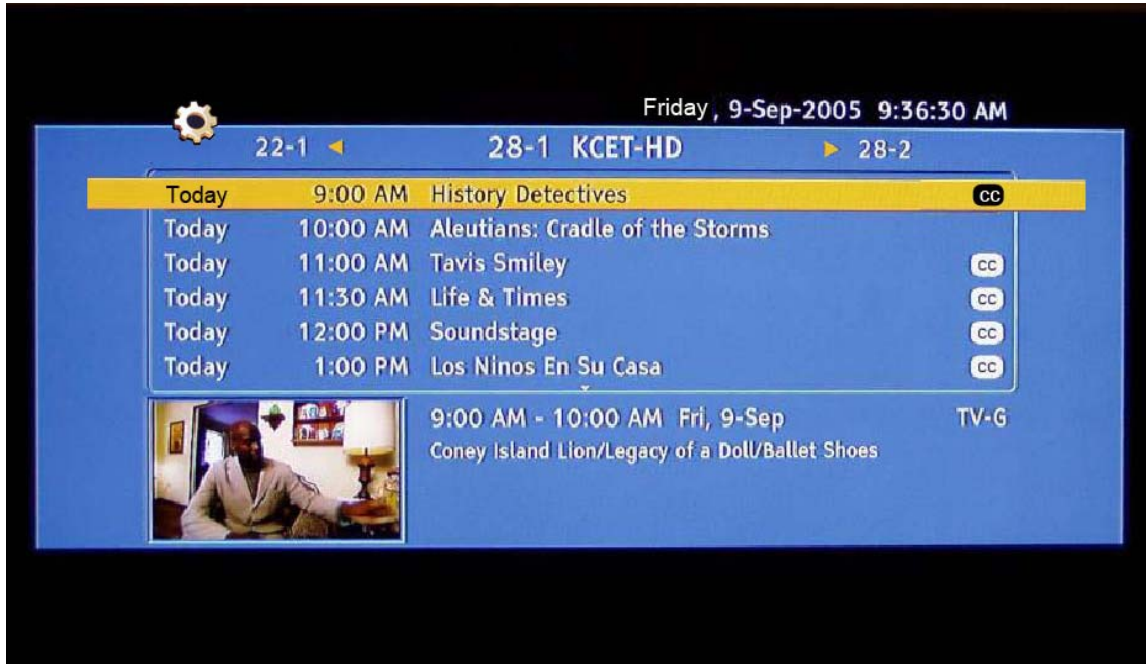 Friday, 9-Sep-2005 9:36:30 AM
22-1 28-1 KCET-HD 28-2
Today 9:00 AM History Detectives CC
Today 10:00 AM Aleutians: Cradle of the Storms
Today 11:00 AM Tavis Smiley CC
Today 11:30 AM Life & Times CC
Today 12:00 PM Soundstage CC
Today 1:00 PM Los Ninos En Su Casa CC
9:00 AM - 10:00 AM Fri, 9-Sep TV-G
Coney Island Lion/Legacy of a Doll/Ballet Shoes